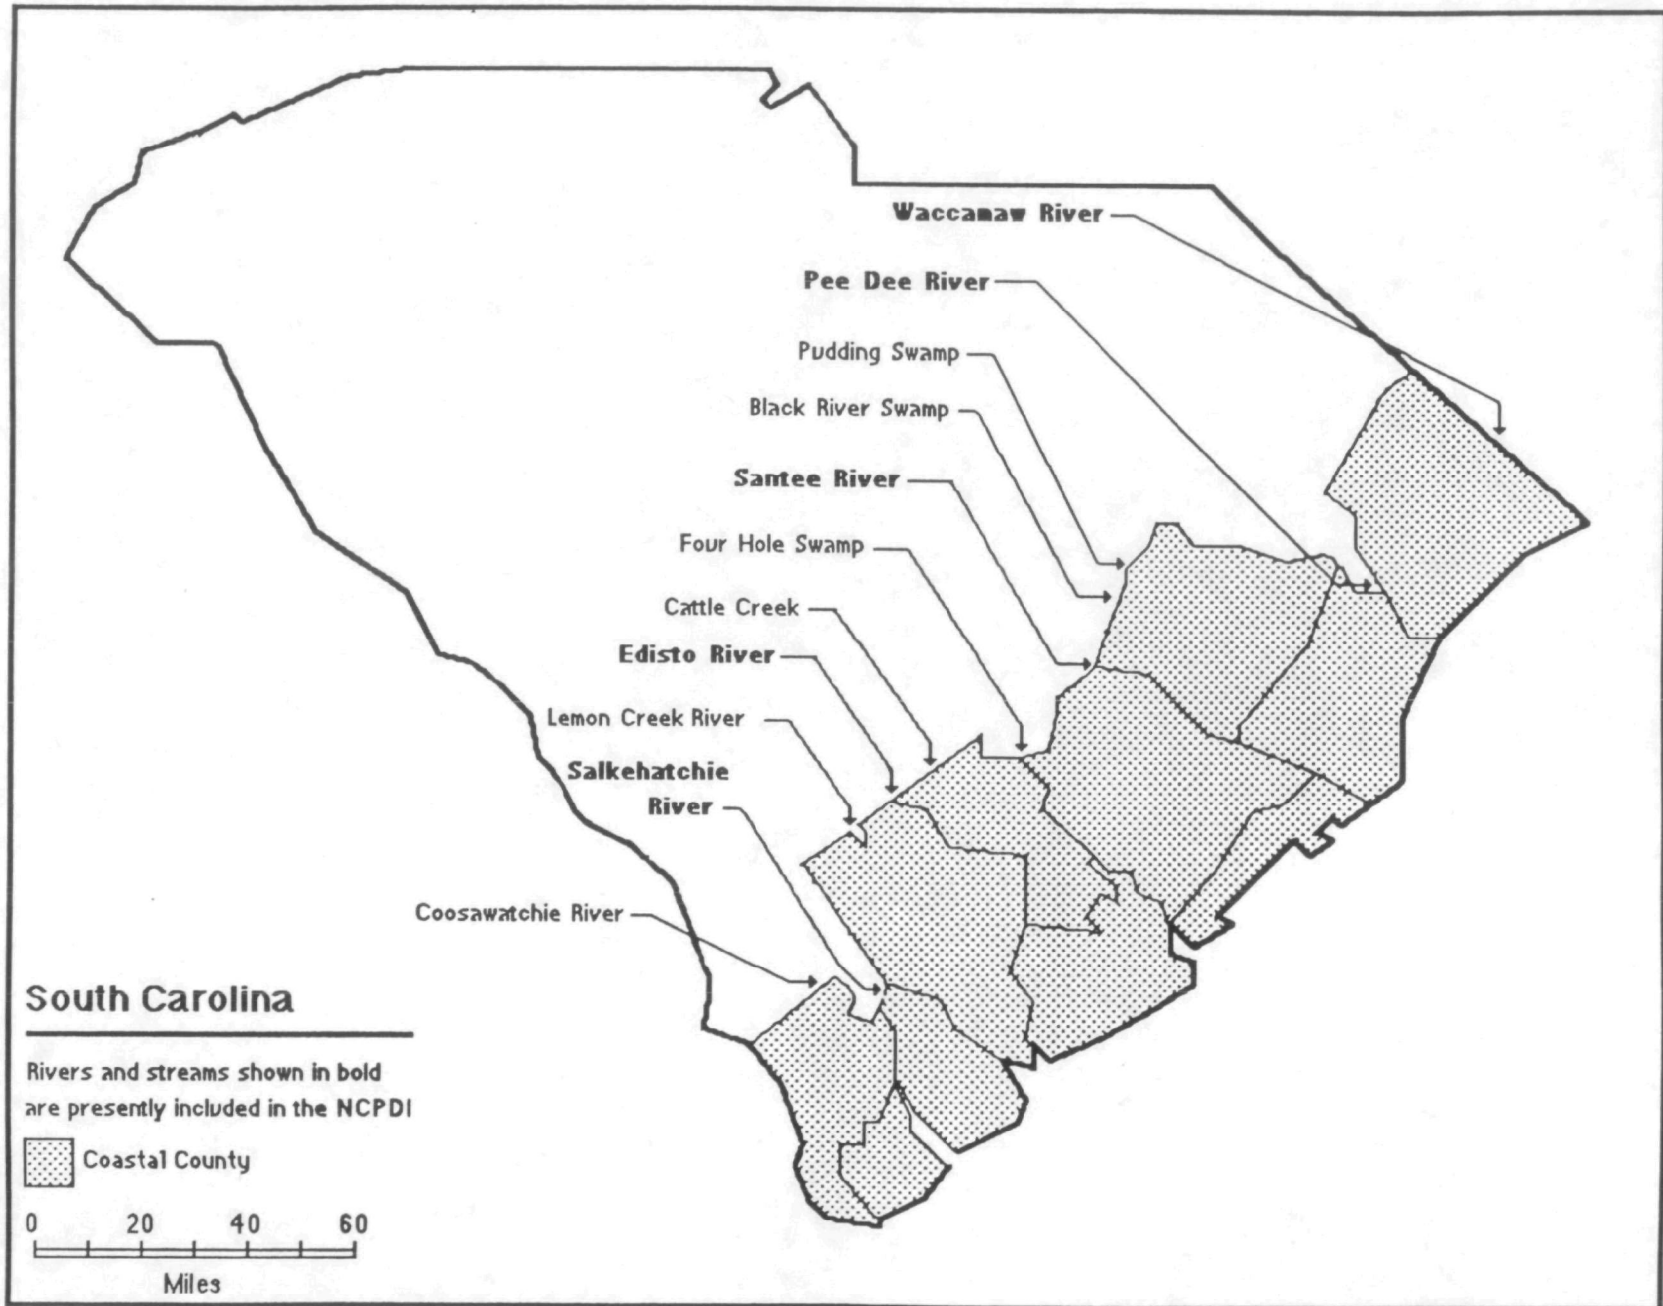 Waccamaw River
Pee Dee River
Pudding Swamp
Black River Swamp
Santee River
Four Hole Swamp
Cattle Creek
Edisto River
Lemon Creek River
Salkehatchie
River
Coosawatchie River
South Carolina
Rivers and streams shown in bold
are presently included in the NCPDI
Coastal County
0 20 40 60
Miles